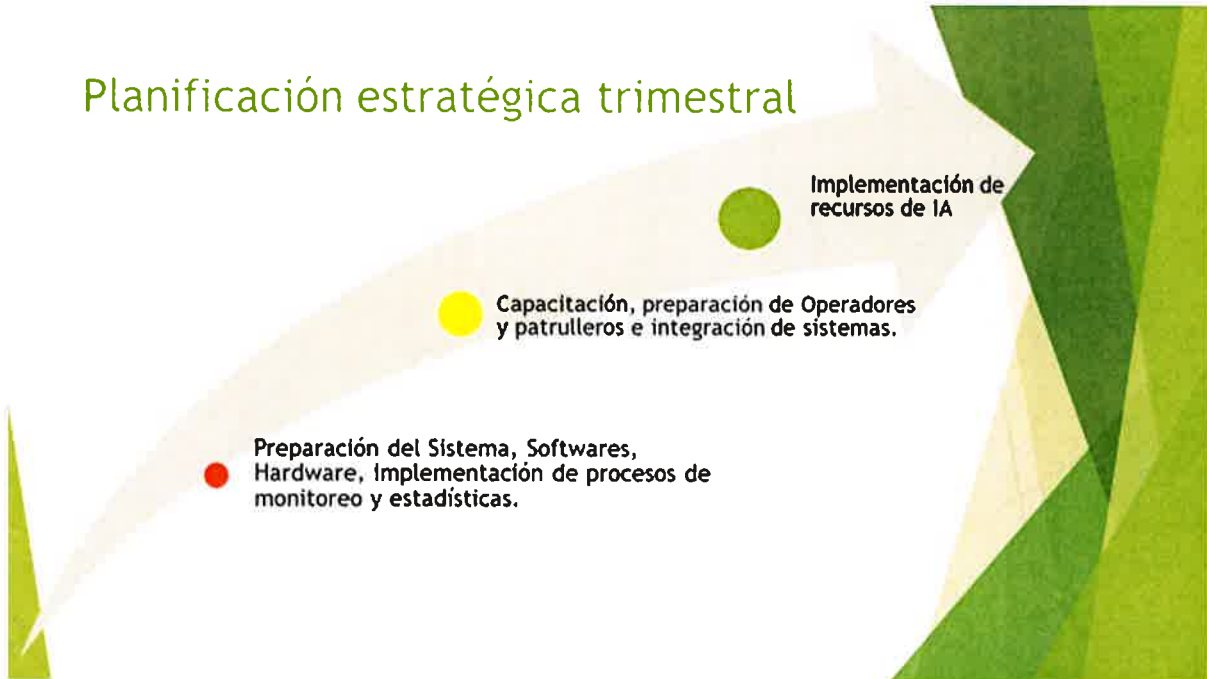 Planificación estratégica trimestral
Implementación de
recursos de IA
Capacitación, preparación de Operadores
y patrulleros e integración de sistemas.
Preparación del Sistema, Softwares,
Hardware, implementación de procesos de
monitoreo y estadísticas.